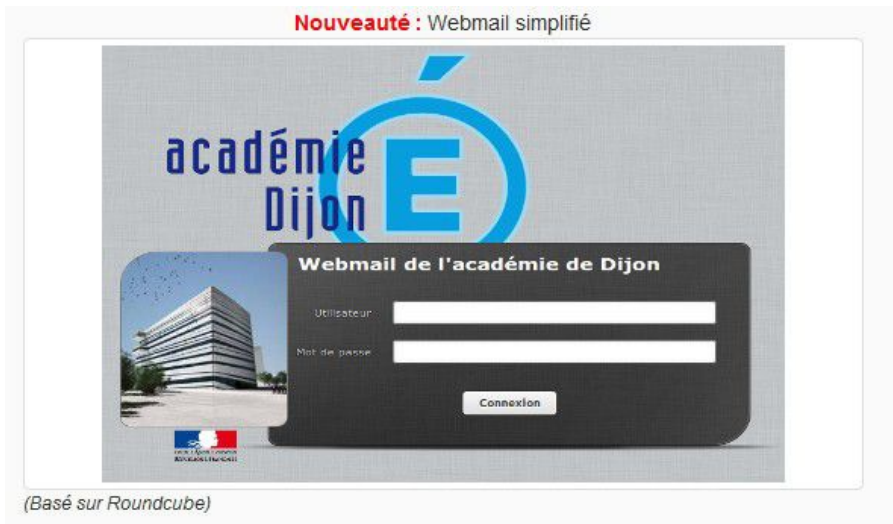 Nouveauté : Webmail simplifié
académie
Dijon
É
Webmail de l'académie de Dijon
Utilisateur
Mot de passe
Connexion
(Basé sur Roundcube)